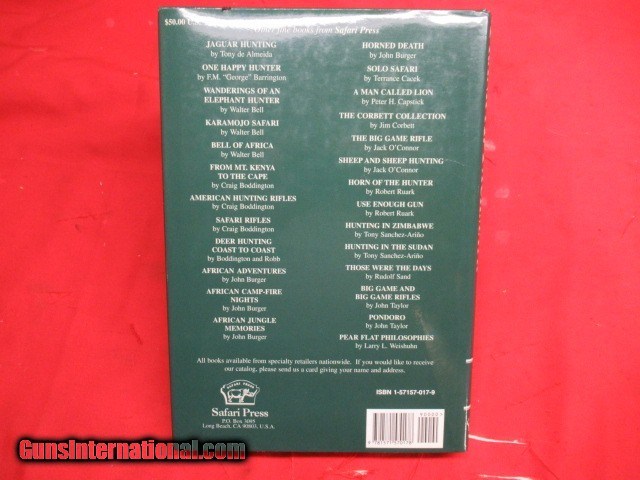 $50.00 U.S.
Other fine books from Safari Press
JAGUAR HUNTING
by Tony de Almeida
ONE HAPPY HUNTER
by F.M. "George" Barrington
WANDERINGS OF AN
ELEPHANT HUNTER
by Walter Bell
KARAMOJO SAFARI
by Walter Bell
BELL OF AFRICA
by Walter Bell
FROM MT. KENYA
TO THE CAPE
by Craig Boddington
AMERICAN HUNTING RIFLES
by Craig Boddington
SAFARI RIFLES
by Craig Boddington
DEER HUNTING
COAST TO COAST
by Boddington and Robb
AFRICAN ADVENTURES
by John Burger
AFRICAN CAMP-FIRE
NIGHTS
by John Burger
AFRICAN JUNGLE
MEMORIES
by John Burger
HORNED DEATH
by John Burger
SOLO SAFARI
by Terrance Cacek
A MAN CALLED LION
by Peter H. Capstick
THE CORBETT COLLECTION
by Jim Corbett
THE BIG GAME RIFLE
by Jack O'Connor
SHEEP AND SHEEP HUNTING
by Jack O'Connor
HORN OF THE HUNTER
by Robert Ruark
USE ENOUGH GUN
by Robert Ruark
HUNTING IN ZIMBABWE
by Tony Sanchez-Ariño
HUNTING IN THE SUDAN
by Tony Sanchez-Ariño
THOSE WERE THE DAYS
by Rudolf Sand
BIG GAME AND
BIG GAME RIFLES
by John Taylor
PONDORO
by John Taylor
PEAR FLAT PHILOSOPHIES
by Larry L. Weishuhn
All books available from specialty retailers nationwide. If you would like to receive
our catalog, please send us a card giving your name and address.
SAFARI PRESS
Safari Press
P.O. Box 3095
Long Beach, CA 90803, U.S.A.
ISBN 1-57157-017-9
GunsInternational.com